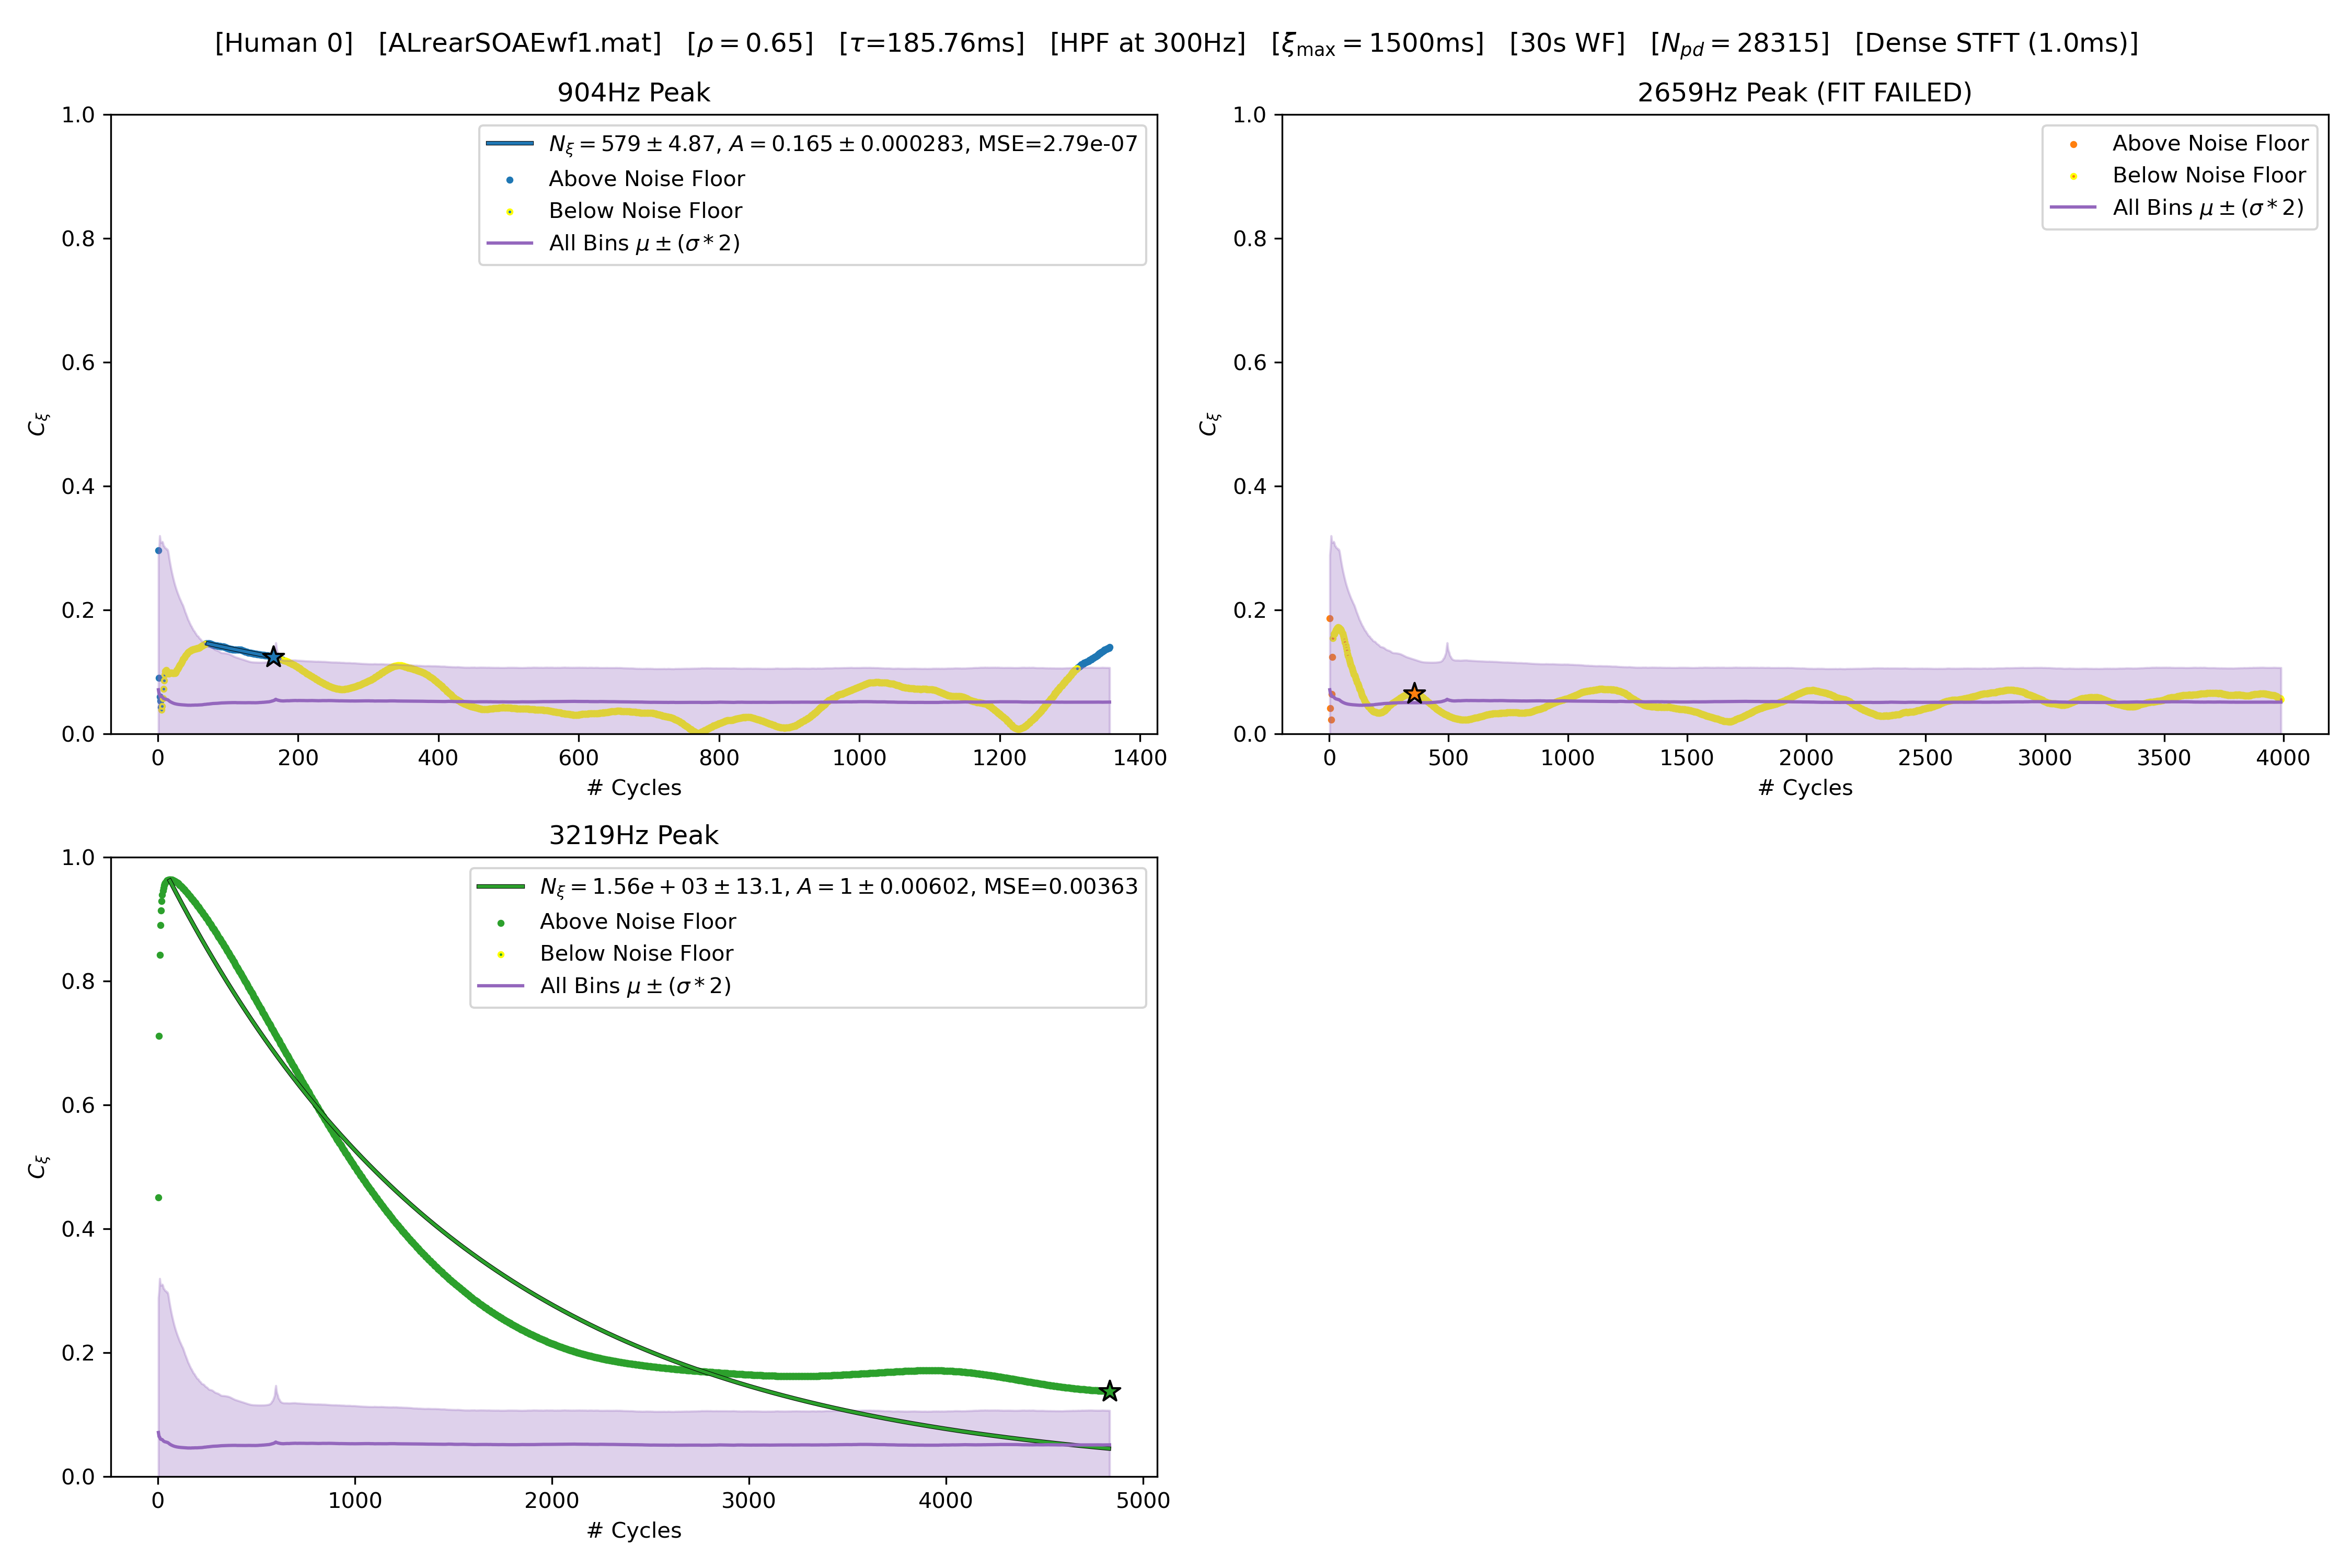 [Human 0] [ALrearSOAEwf1.mat] [ρ = 0.65] [τ=185.76ms] [HPF at 300Hz] [ξmax = 1500ms] [30s WF] [Npd = 28315] [Dense STFT (1.0ms)]
904Hz Peak
1.0
0.8
0.6
0.4
0.2
0.0
Cξ
Nξ = 579 ± 4.87, A = 0.165 ± 0.000283, MSE=2.79e-07
Above Noise Floor
Below Noise Floor
All Bins μ ± (σ * 2)
0 200 400 600 800 1000 1200 1400
# Cycles
2659Hz Peak (FIT FAILED)
1.0
0.8
0.6
0.4
0.2
0.0
Cξ
Above Noise Floor
Below Noise Floor
All Bins μ ± (σ * 2)
0 500 1000 1500 2000 2500 3000 3500 4000
# Cycles
3219Hz Peak
1.0
0.8
0.6
0.4
0.2
0.0
Cξ
Nξ = 1.56e + 03 ± 13.1, A = 1 ± 0.00602, MSE=0.00363
Above Noise Floor
Below Noise Floor
All Bins μ ± (σ * 2)
0 1000 2000 3000 4000 5000
# Cycles